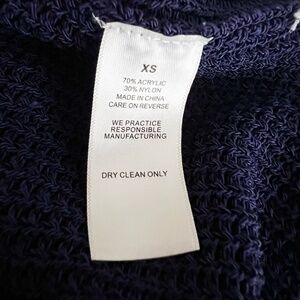 XS
70% ACRYLIC
30% NYLON
MADE IN CHINA
CARE ON REVERSE
WE PRACTICE
RESPONSIBLE
MANUFACTURING
DRY CLEAN ONLY